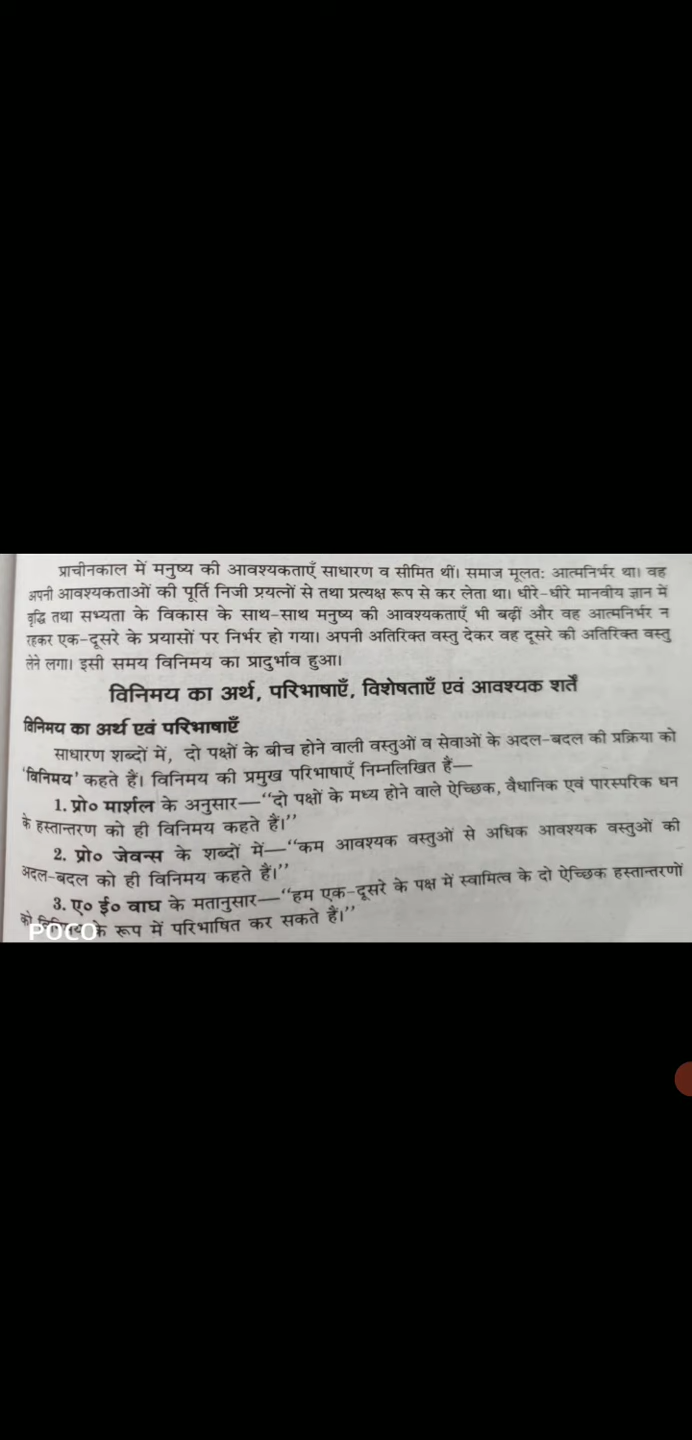 प्राचीनकाल में मनुष्य की आवश्यकताएँ साधारण व सीमित थीं। समाज मूलत: आत्मनिर्भर था। वह
अपनी आवश्यकताओं की पूर्ति निजी प्रयत्नों से तथा प्रत्यक्ष रूप से कर लेता था। धीरे-धीरे मानवीय ज्ञान में
वृद्धि तथा सभ्यता के विकास के साथ-साथ मनुष्य की आवश्यकताएँ भी बढ़ीं और वह आत्मनिर्भर न
रहकर एक-दूसरे के प्रयासों पर निर्भर हो गया। अपनी अतिरिक्त वस्तु देकर वह दूसरे की अतिरिक्त वस्तु
लेने लगा। इसी समय विनिमय का प्रादुर्भाव हुआ।
विनिमय का अर्थ, परिभाषाएँ, विशेषताएँ एवं आवश्यक शर्तें
विनिमय का अर्थ एवं परिभाषाएँ
साधारण शब्दों में, दो पक्षों के बीच होने वाली वस्तुओं व सेवाओं के अदल-बदल की प्रक्रिया को
'विनिमय' कहते हैं। विनिमय की प्रमुख परिभाषाएँ निम्नलिखित हैं—
1. प्रो० मार्शल के अनुसार—“दो पक्षों के मध्य होने वाले ऐच्छिक, वैधानिक एवं पारस्परिक धन
के हस्तान्तरण को ही विनिमय कहते हैं।”
2. प्रो० जेवन्स के शब्दों में—“कम आवश्यक वस्तुओं से अधिक आवश्यक वस्तुओं की
अदल-बदल को ही विनिमय कहते हैं।”
3. ए० ई० वाघ के मतानुसार—“हम एक-दूसरे के पक्ष में स्वामित्व के दो ऐच्छिक हस्तान्तरणों
को विनिमय के रूप में परिभाषित कर सकते हैं।”
POCO